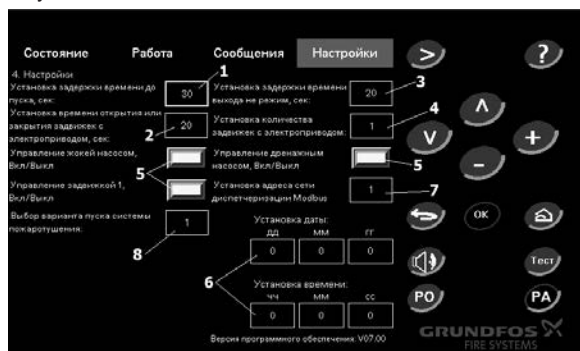 Состояние Работа Сообщения Настройки
4. Настройки
Установка задержки времени до
пуска, сек:
30
1
Установка задержки времени
выхода не режим, сек:
20
3
Установка времени открытия или
закрытия задвижек с
электроприводом, сек:
2
20
Установка количества
задвижек с электроприводом:
1
4
Управление жокей насосом,
Вкл/Выкл
5
Управление дренажным
насосом, Вкл/Выкл
5
Управление задвижкой 1,
Вкл/Выкл
Установка адреса сети
диспетчеризации Modbus
1
7
Выбор варианта пуска системы
пожаротушения:
1
8
Установка даты:
дд мм гг
0 0 0
6
Установка времени:
чч мм сс
0 0 0
Версия программного обеспечения: V07.00
>
?
Λ
V
+
−
OK
Тест
РО
РА
GRUNDFOS
FIRE SYSTEMS